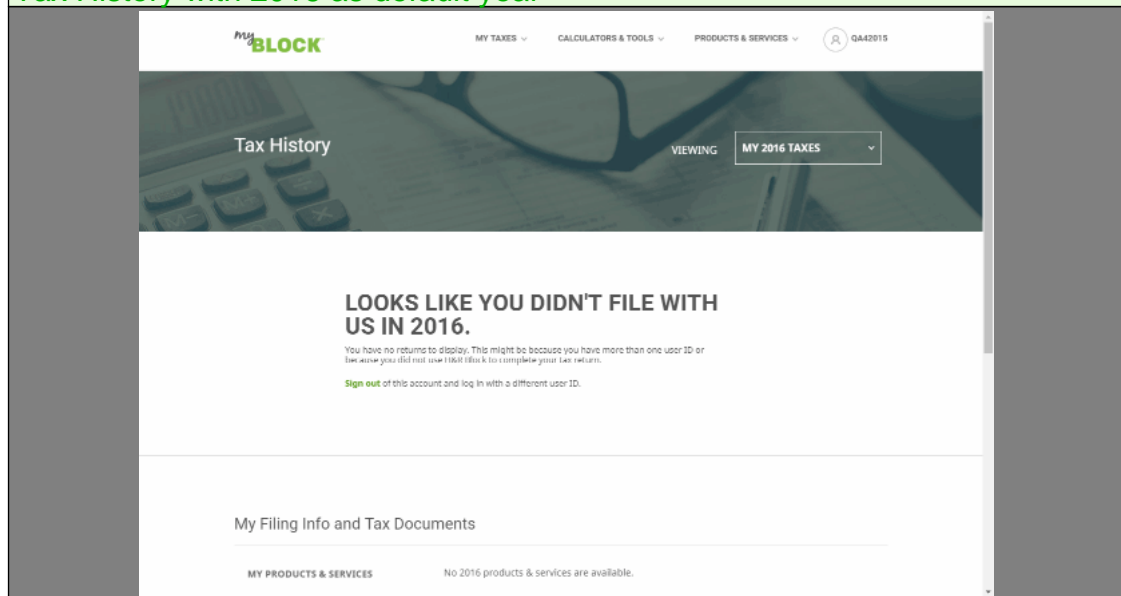 Tax History with 2016 as default year
myBLOCK
MY TAXES
CALCULATORS & TOOLS
PRODUCTS & SERVICES
QA42015
Tax History
VIEWING
MY 2016 TAXES
LOOKS LIKE YOU DIDN'T FILE WITH
US IN 2016.
You have no returns to display. This might be because you have more than one user ID or
because you did not use H&R Block to complete your tax return.
Sign out of this account and log in with a different user ID.
My Filing Info and Tax Documents
MY PRODUCTS & SERVICES
No 2016 products & services are available.